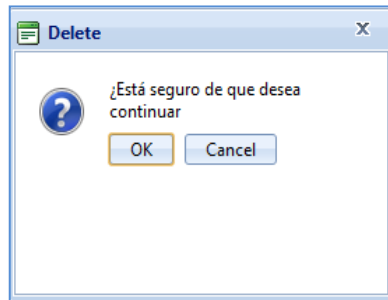 Delete
X
¿Está seguro de que desea
continuar
OK
Cancel